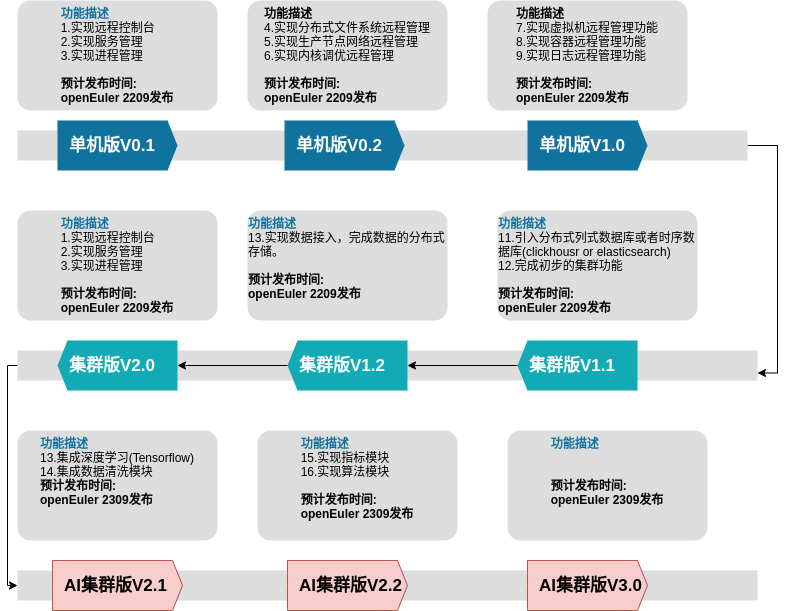 功能描述
1.实现远程控制台
2.实现服务管理
3.实现进程管理
预计发布时间:
openEuler 2209发布
功能描述
4.实现分布式文件系统远程管理
5.实现生产节点网络远程管理
6.实现内核调优远程管理
预计发布时间:
openEuler 2209发布
功能描述
7.实现虚拟机远程管理功能
8.实现容器远程管理功能
9.实现日志远程管理功能
预计发布时间:
openEuler 2209发布
单机版V0.1
单机版V0.2
单机版V1.0
功能描述
1.实现远程控制台
2.实现服务管理
3.实现进程管理
预计发布时间:
openEuler 2209发布
功能描述
13.实现数据接入，完成数据的分布式
存储。
预计发布时间:
openEuler 2209发布
功能描述
11.引入分布式列式数据库或者时序数
据库(clickhousr or elasticsearch)
12.完成初步的集群功能
预计发布时间:
openEuler 2209发布
集群版V2.0
集群版V1.2
集群版V1.1
功能描述
13.集成深度学习(Tensorflow)
14.集成数据清洗模块
预计发布时间:
openEuler 2309发布
功能描述
15.实现指标模块
16.实现算法模块
预计发布时间:
openEuler 2309发布
功能描述
预计发布时间:
openEuler 2309发布
AI集群版V2.1
AI集群版V2.2
AI集群版V3.0